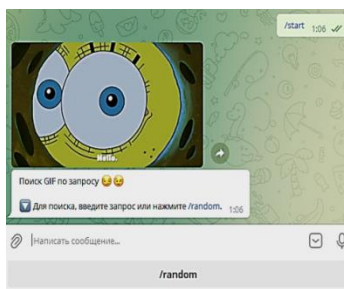 /start 1:06
Hello.
Поиск GIF по запросу 😏😉
🔽 Для поиска, введите запрос или нажмите /random. 1:06
Написать сообщение...
/random